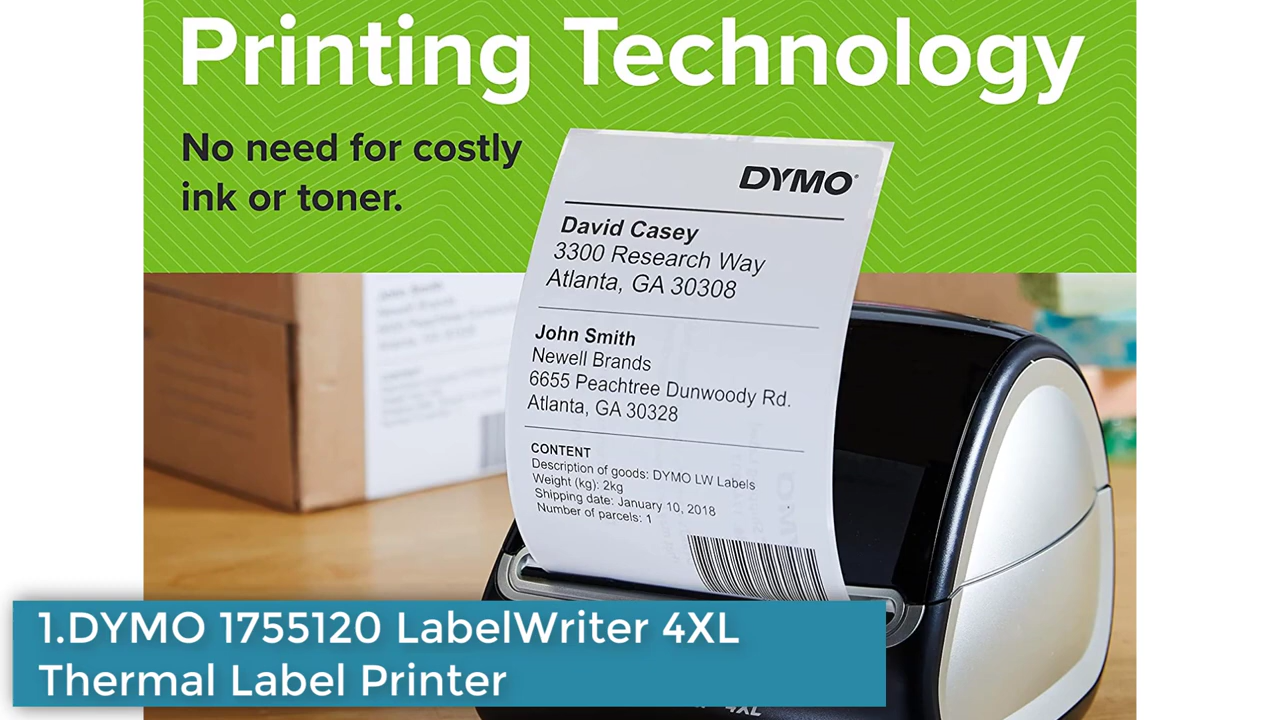 Printing Technology
No need for costly
ink or toner.
DYMO®
David Casey
3300 Research Way
Atlanta, GA 30308
John Smith
Newell Brands
6655 Peachtree Dunwoody Rd.
Atlanta, GA 30328
CONTENT
Description of goods: DYMO LW Labels
Weight (kg): 2kg
Shipping date: January 10, 2018
Number of parcels: 1
1.DYMO 1755120 LabelWriter 4XL
Thermal Label Printer
4XL